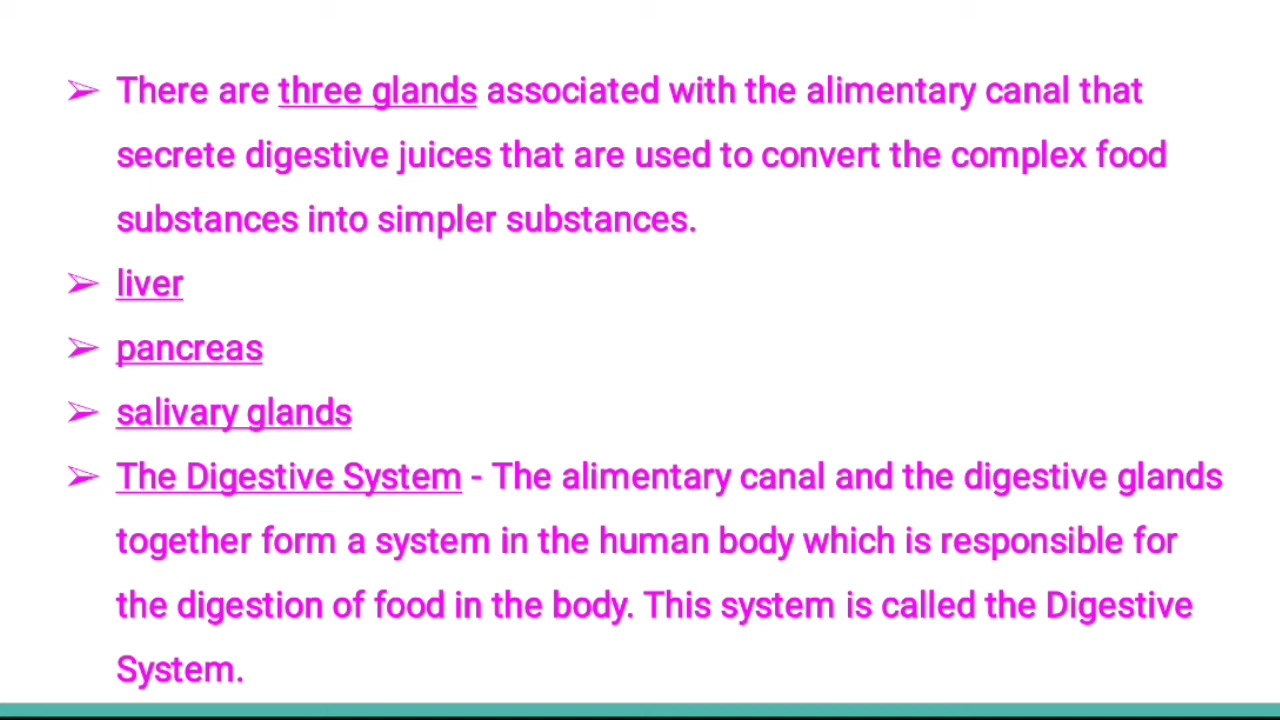 ➢ There are three glands associated with the alimentary canal that
secrete digestive juices that are used to convert the complex food
substances into simpler substances.
➢ liver
➢ pancreas
➢ salivary glands
➢ The Digestive System - The alimentary canal and the digestive glands
together form a system in the human body which is responsible for
the digestion of food in the body. This system is called the Digestive
System.